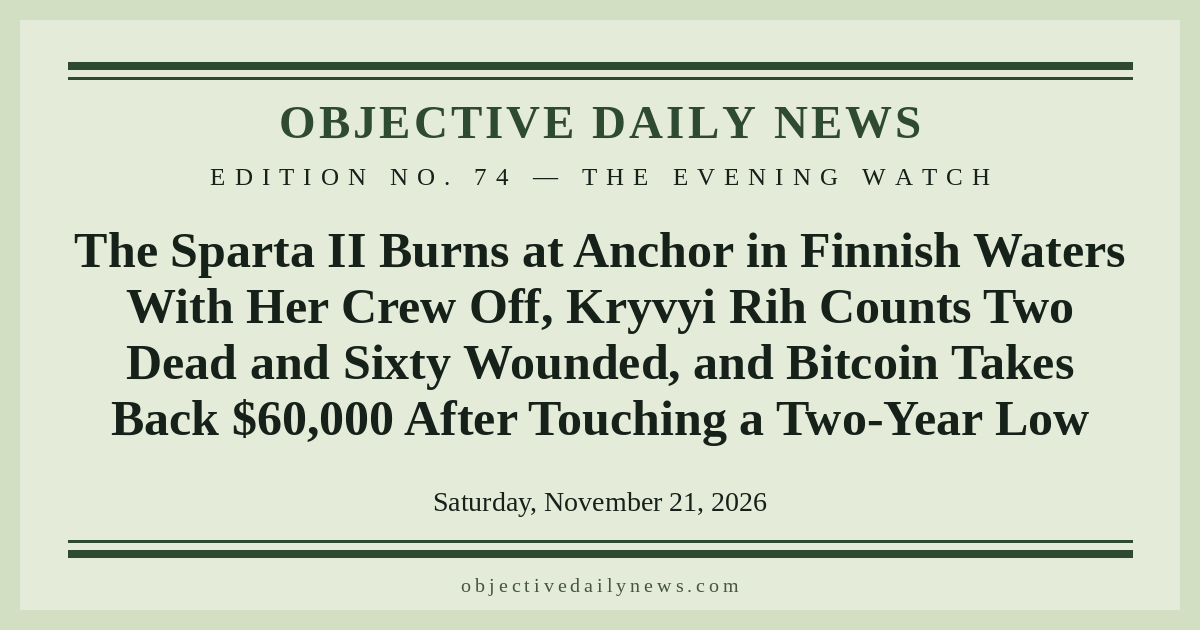 OBJECTIVE DAILY NEWS
EDITION NO. 74 — THE EVENING WATCH
The Sparta II Burns at Anchor in Finnish Waters
With Her Crew Off, Kryvyi Rih Counts Two
Dead and Sixty Wounded, and Bitcoin Takes
Back $60,000 After Touching a Two-Year Low
Saturday, November 21, 2026
objectivedailynews.com